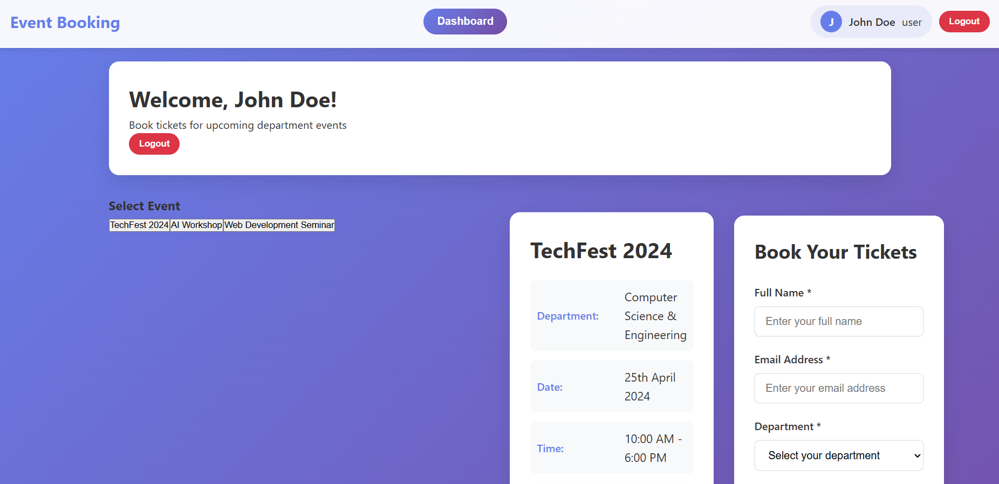 Event Booking
Dashboard
J
John Doe user
Logout
Welcome, John Doe!
Book tickets for upcoming department events
Logout
Select Event
TechFest 2024 AI Workshop Web Development Seminar
TechFest 2024
Department:
Computer
Science &
Engineering
Date:
25th April
2024
Time:
10:00 AM -
6:00 PM
Book Your Tickets
Full Name *
Enter your full name
Email Address *
Enter your email address
Department *
Select your department